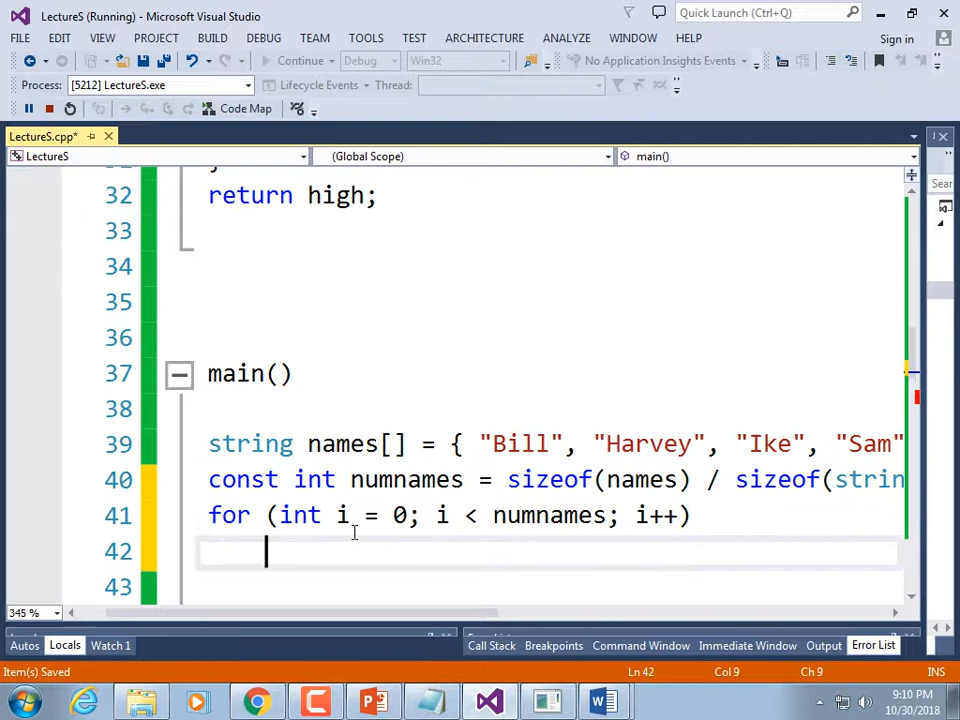 LectureS (Running) - Microsoft Visual Studio
Quick Launch (Ctrl+Q)
FILE EDIT VIEW PROJECT BUILD DEBUG TEAM TOOLS TEST ARCHITECTURE ANALYZE WINDOW HELP Sign in
Debug Win32 No Application Insights Events
Process: [5212] LectureS.exe Lifecycle Events Thread:
Continue Code Map
LectureS.cpp*
LectureS (Global Scope) main()
Sear
32 return high;
33
34
35
36
37 main()
38
39 string names[] = { "Bill", "Harvey", "Ike", "Sam"
40 const int numnames = sizeof(names) / sizeof(strin
41 for (int i = 0; i < numnames; i++)
42
43
345 %
Autos Locals Watch 1 Call Stack Breakpoints Command Window Immediate Window Output Error List
Item(s) Saved Ln 42 Col 9 Ch 9 INS
9:10 PM
10/30/2018